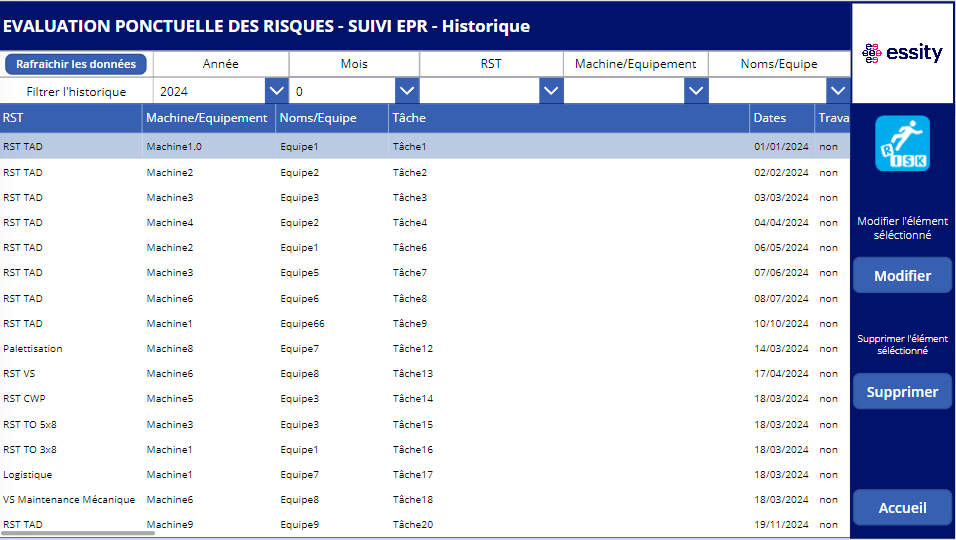 EVALUATION PONCTUELLE DES RISQUES - SUIVI EPR - Historique
essity
Rafraichir les données Année Mois RST Machine/Equipement Noms/Equipe
Filtrer l'historique 2024 0
RST Machine/Equipement Noms/Equipe Tâche Dates Trava
RST TAD Machine1.0 Equipe1 Tâche1 01/01/2024 non
RST TAD Machine2 Equipe2 Tâche2 02/02/2024 non
RST TAD Machine3 Equipe3 Tâche3 03/03/2024 non
RST TAD Machine4 Equipe2 Tâche4 04/04/2024 non
RST TAD Machine2 Equipe1 Tâche6 06/05/2024 non
RST TAD Machine3 Equipe5 Tâche7 07/06/2024 non
RST TAD Machine6 Equipe6 Tâche8 08/07/2024 non
RST TAD Machine1 Equipe66 Tâche9 10/10/2024 non
Palettisation Machine8 Equipe7 Tâche12 14/03/2024 non
RST VS Machine6 Equipe8 Tâche13 17/04/2024 non
RST CWP Machine5 Equipe3 Tâche14 18/03/2024 non
RST TO 5x8 Machine3 Equipe3 Tâche15 18/03/2024 non
RST TO 3x8 Machine1 Equipe1 Tâche16 18/03/2024 non
Logistique Machine1 Equipe7 Tâche17 18/03/2024 non
VS Maintenance Mécanique Machine6 Equipe8 Tâche18 18/03/2024 non
RST TAD Machine9 Equipe9 Tâche20 19/11/2024 non
RISK
Modifier l'élément
séléctionné
Modifier
Supprimer l'élément
séléctionné
Supprimer
Accueil